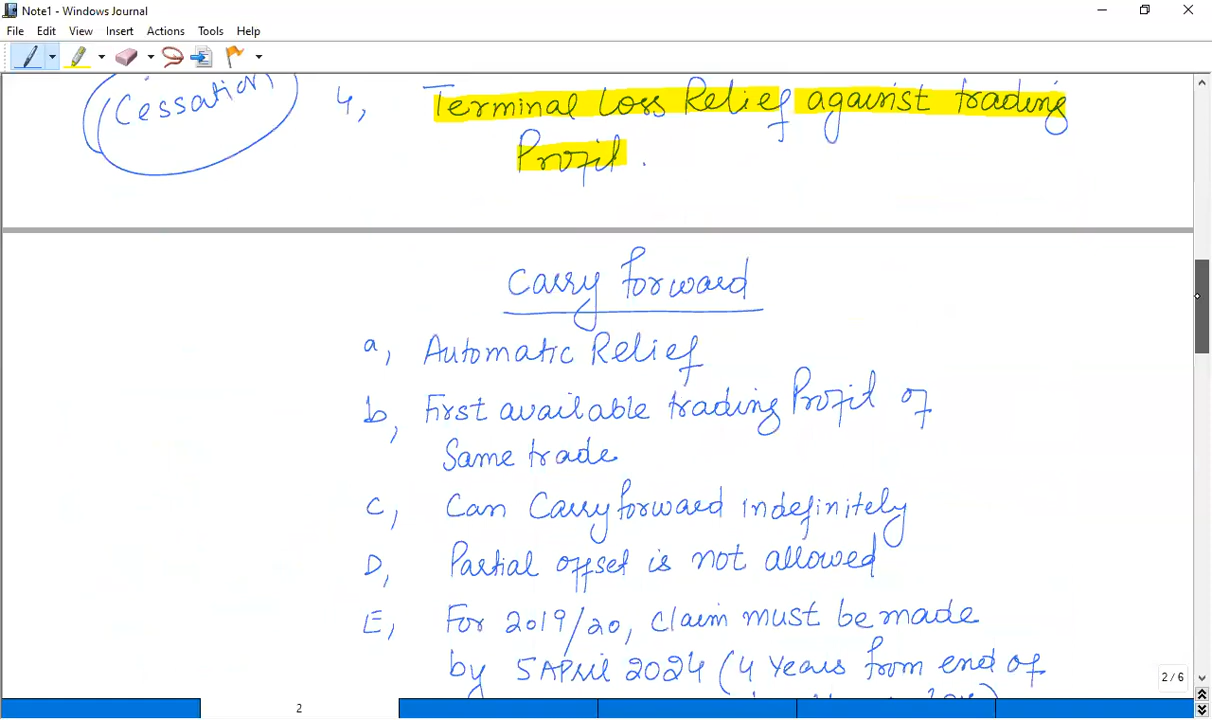 Note1 - Windows Journal
File Edit View Insert Actions Tools Help
Cessation
4, Terminal Loss Relief against trading
Profit.
Carry forward
a, Automatic Relief
b, First available trading Profit of
Same trade
C, Can Carryforward indefinitely
D, Partial offset is not allowed
E, For 2019/20, Claim must be made
by 5 APRIL 2024 (4 Years from end of
2 / 6
2